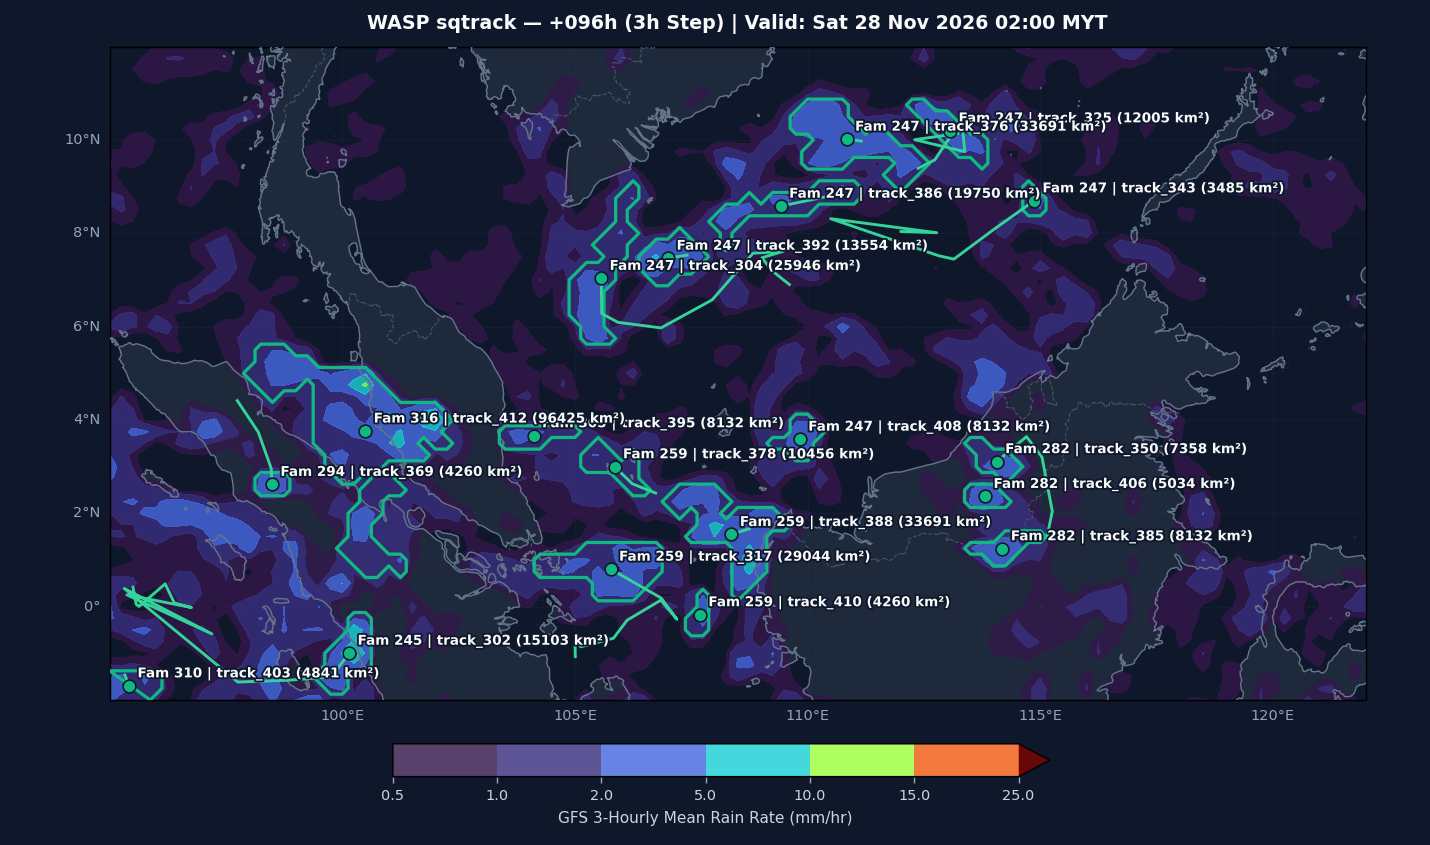 WASP sqtrack — +096h (3h Step) | Valid: Sat 28 Nov 2026 02:00 MYT
Fam 247 | track_325 (12005 km²)
Fam 247 | track_376 (33691 km²)
10°N
Fam 247 | track_343 (3485 km²)
Fam 247 | track_386 (19750 km²)
8°N
Fam 247 | track_392 (13554 km²)
Fam 247 | track_304 (25946 km²)
6°N
4°N
Fam 316 | track_412 (96425 km²)
track_395 (8132 km²)
Fam 247 | track_408 (8132 km²)
Fam 282 | track_350 (7358 km²)
Fam 259 | track_378 (10456 km²)
Fam 294 | track_369 (4260 km²)
Fam 282 | track_406 (5034 km²)
2°N
Fam 259 | track_388 (33691 km²)
Fam 282 | track_385 (8132 km²)
Fam 259 | track_317 (29044 km²)
0°
Fam 259 | track_410 (4260 km²)
Fam 245 | track_302 (15103 km²)
Fam 310 | track_403 (4841 km²)
100°E 105°E 110°E 115°E 120°E
0.5 1.0 2.0 5.0 10.0 15.0 25.0
GFS 3-Hourly Mean Rain Rate (mm/hr)